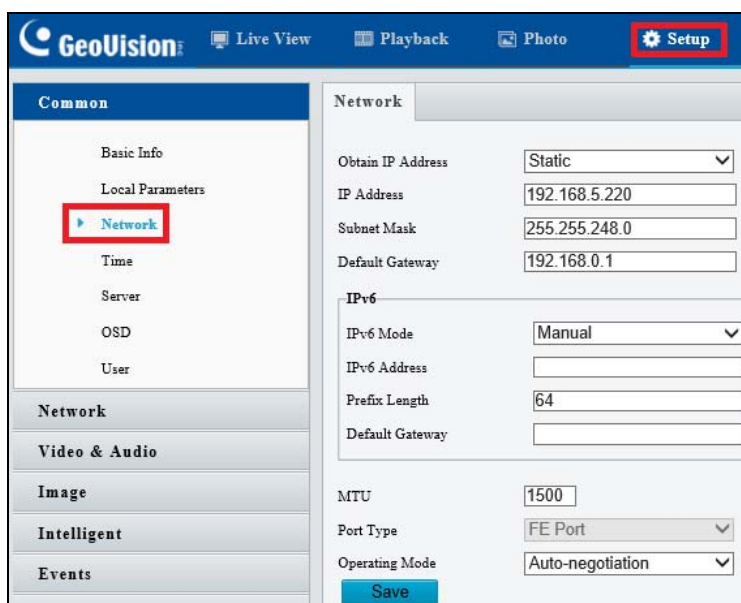 GeoVision
Live View
Playback
Photo
Setup
Common
Basic Info
Local Parameters
Network
Time
Server
OSD
User
Network
Video & Audio
Image
Intelligent
Events
Network
Obtain IP Address Static
IP Address 192.168.5.220
Subnet Mask 255.255.248.0
Default Gateway 192.168.0.1
IPv6
IPv6 Mode Manual
IPv6 Address
Prefix Length 64
Default Gateway
MTU 1500
Port Type FE Port
Operating Mode Auto-negotiation
Save